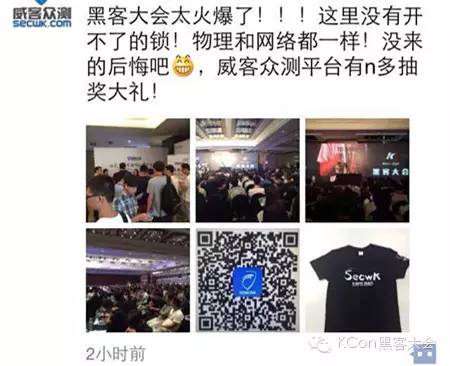 威客众测
secwk.com
黑客大会太火爆了！！！这里没有开
不了的锁！物理和网络都一样！没来
的后悔吧😁，威客众测平台有n多抽
奖大礼！
黑客大会
Secwk
2小时前
KCon黑客大会